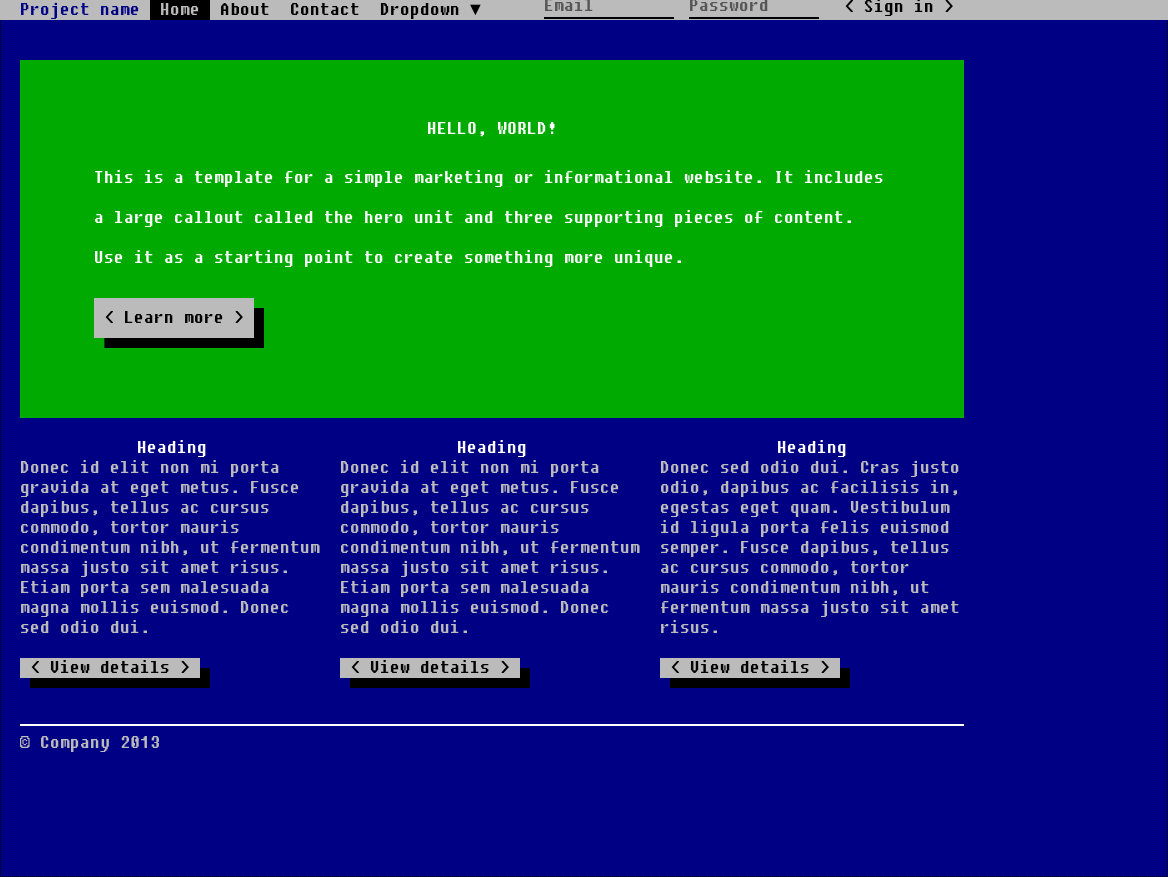 Project name Home About Contact Dropdown ▼ Email Password < Sign in >
HELLO, WORLD!
This is a template for a simple marketing or informational website. It includes
a large callout called the hero unit and three supporting pieces of content.
Use it as a starting point to create something more unique.
< Learn more >
Heading
Donec id elit non mi porta
gravida at eget metus. Fusce
dapibus, tellus ac cursus
commodo, tortor mauris
condimentum nibh, ut fermentum
massa justo sit amet risus.
Etiam porta sem malesuada
magna mollis euismod. Donec
sed odio dui.
< View details >
Heading
Donec id elit non mi porta
gravida at eget metus. Fusce
dapibus, tellus ac cursus
commodo, tortor mauris
condimentum nibh, ut fermentum
massa justo sit amet risus.
Etiam porta sem malesuada
magna mollis euismod. Donec
sed odio dui.
< View details >
Heading
Donec sed odio dui. Cras justo
odio, dapibus ac facilisis in,
egestas eget quam. Vestibulum
id ligula porta felis euismod
semper. Fusce dapibus, tellus
ac cursus commodo, tortor
mauris condimentum nibh, ut
fermentum massa justo sit amet
risus.
< View details >
© Company 2013